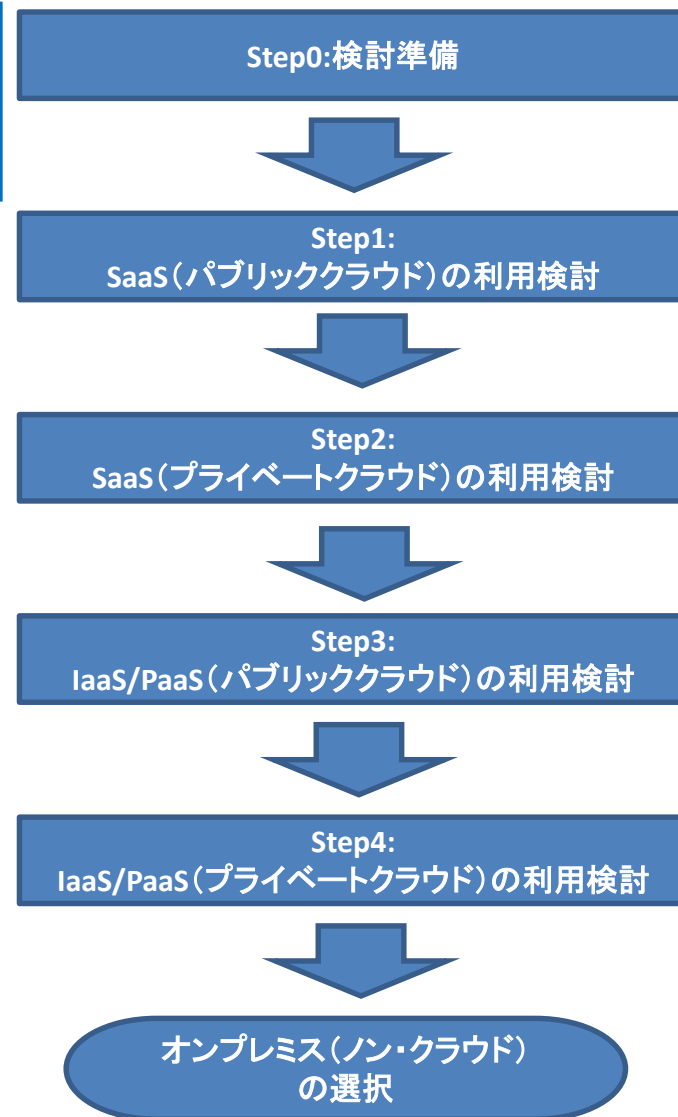 Step0:検討準備
Step1:
SaaS（パブリッククラウド）の利用検討
Step2:
SaaS（プライベートクラウド）の利用検討
Step3:
IaaS/PaaS（パブリッククラウド）の利用検討
Step4:
IaaS/PaaS（プライベートクラウド）の利用検討
オンプレミス（ノン・クラウド）
の選択